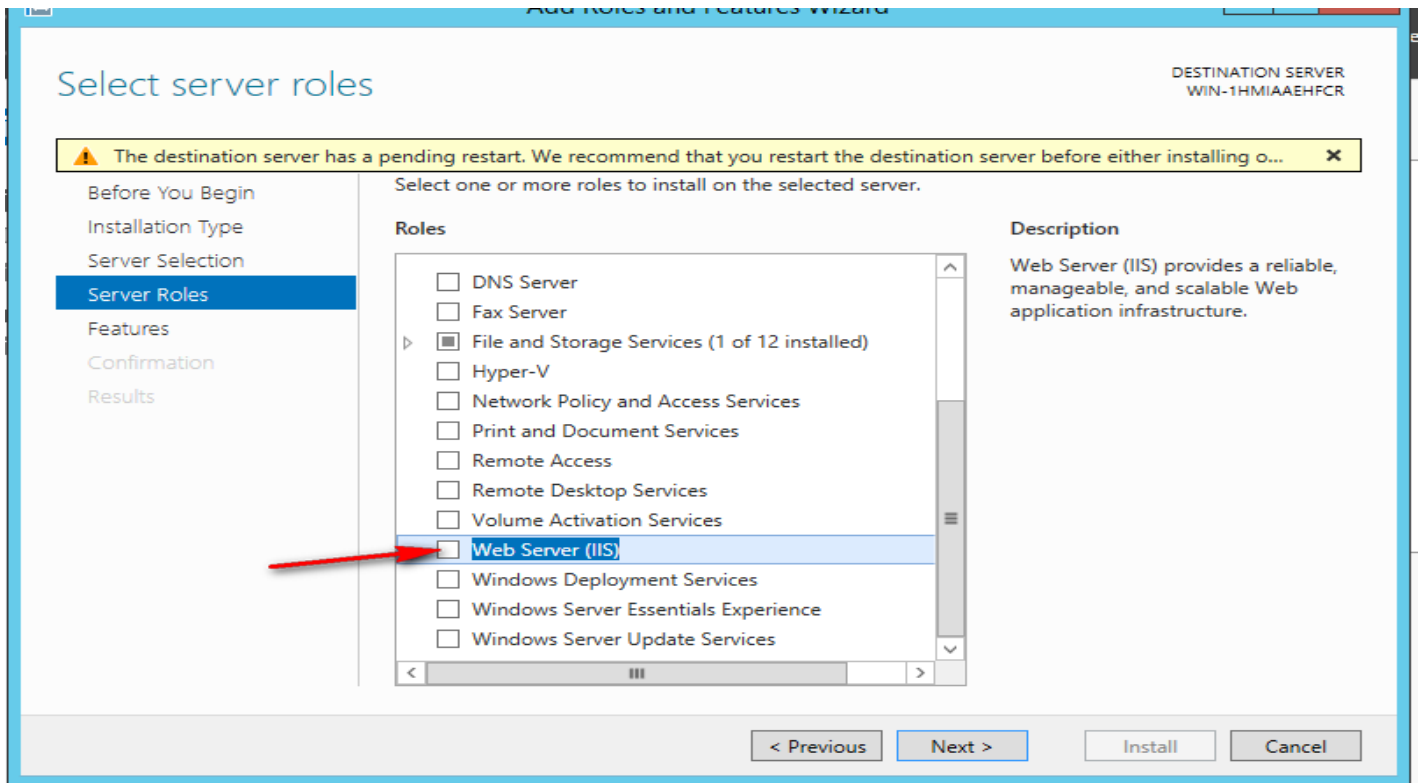 Add Roles and Features Wizard
Select server roles
DESTINATION SERVER
WIN-1HMIAAEHFCR
The destination server has a pending restart. We recommend that you restart the destination server before either installing o...
Before You Begin
Installation Type
Server Selection
Server Roles
Features
Confirmation
Results
Select one or more roles to install on the selected server.
Roles
DNS Server
Fax Server
File and Storage Services (1 of 12 installed)
Hyper-V
Network Policy and Access Services
Print and Document Services
Remote Access
Remote Desktop Services
Volume Activation Services
Web Server (IIS)
Windows Deployment Services
Windows Server Essentials Experience
Windows Server Update Services
Description
Web Server (IIS) provides a reliable,
manageable, and scalable Web
application infrastructure.
< Previous
Next >
Install
Cancel